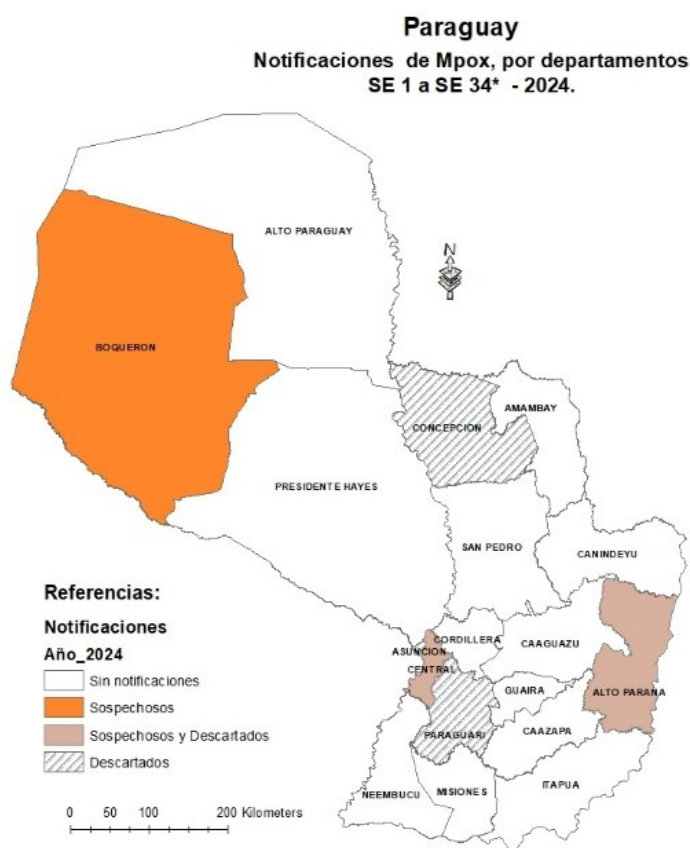 Paraguay
Notificaciones de Mpox, por departamentos
SE 1 a SE 34* - 2024.
ALTO PARAGUAY
N
BOQUERON
CONCEPCION
AMAMBAY
PRESIDENTE HAYES
SAN PEDRO
CANINDEYU
Referencias:
Notificaciones
Año_2024
Sin notificaciones
Sospechosos
Sospechosos y Descartados
Descartados
0 50 100 200 Kilometers
CORDILLERA
ASUNCION
CENTRAL
CAAGUAZU
GUAIRA
ALTO PARANA
PARAGUARI
CAAZAPA
ÑEEMBUCU
MISIONES
ITAPUA